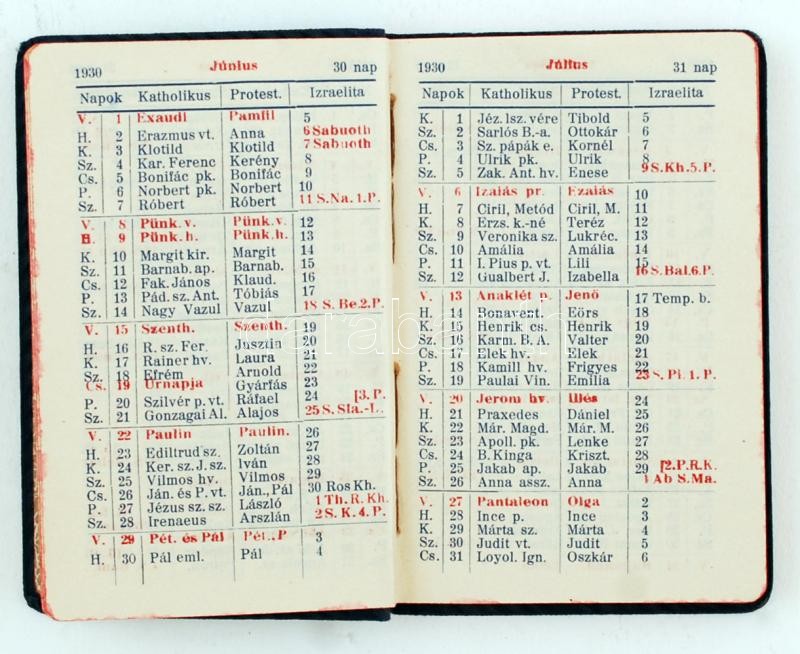 1930 Június 30 nap
Napok Katholikus Protest. Izraelita
V. 1 Exaudi Pamfil 5
H. 2 Erazmus vt. Anna 6 Sabuoth
K. 3 Klotild Klotild 7 Sabuoth
Sz. 4 Kar. Ferenc Kerény 8
Cs. 5 Bonifác pk. Bonifác 9
P. 6 Norbert pk. Norbert 10
Sz. 7 Róbert Róbert 11 S. Na. 1. P.
V. 8 Pünk. v. Pünk. v. 12
H. 9 Pünk. h. Pünk. h. 13
K. 10 Margit kir. Margit 14
Sz. 11 Barnab. ap. Barnab. 15
Cs. 12 Fak. János Klaud. 16
P. 13 Pád. sz. Ant. Tóbiás 17
Sz. 14 Nagy Vazul Vazul 18 S. Be. 2. P.
V. 15 Szenth. Szenth. 19
H. 16 R. sz. Fer. Jusztin 20
K. 17 Rainer hv. Laura 21
Sz. 18 Efrém Arnold 22
Cs. 19 Úrnapja Gyárfás 23
P. 20 Szilvér p. vt. Ráfael 24 [3. P.
Sz. 21 Gonzagai Al. Alajos 25 S. Sla.-L.
V. 22 Paulin Paulin. 26
H. 23 Ediltrud sz. Zoltán 27
K. 24 Ker. sz. J. sz. Iván 28
Sz. 25 Vilmos hv. Vilmos 29
Cs. 26 Ján. és P. vt. Ján., Pál 30 Ros Kh.
P. 27 Jézus sz. sz. László 1 Th. R. Kh.
Sz. 28 Irenaeus Arszlán 2 S. K. 4. P.
V. 29 Pét. és Pál Pét., P 3
H. 30 Pál eml. Pál 4
1930 Július 31 nap
Napok Katholikus Protest. Izraelita
K. 1 Jéz. lsz. vére Tibold 5
Sz. 2 Sarlós B.-a. Ottokár 6
Cs. 3 Sz. pápák e. Kornél 7
P. 4 Ulrik pk. Ulrik 8
Sz. 5 Zak. Ant. hv. Enese 9 S. Kh. 5. P.
V. 6 Izaiás pr. Ezaiás 10
H. 7 Ciril, Metód Ciril, M. 11
K. 8 Erzs. k.-né Teréz 12
Sz. 9 Veronika sz. Lukréc. 13
Cs. 10 Amália Amália 14
P. 11 I. Pius p. vt. Lili 15
Sz. 12 Gualbert J. Izabella 16 S. Bal. 6. P.
V. 13 Anaklét Jenő 17 Temp. b.
H. 14 Bonavent. Eörs 18
K. 15 Henrik cs. Henrik 19
Sz. 16 Karm. B. A. Valter 20
Cs. 17 Elek hv. Elek 21
P. 18 Kamill hv. Frigyes 22
Sz. 19 Paulai Vin. Emilia 23 S. Pi. 1. P.
V. 20 Jerom hv. Illés 24
H. 21 Praxedes Dániel 25
K. 22 Már. Magd. Már. M. 26
Sz. 23 Apoll. pk. Lenke 27
Cs. 24 B. Kinga Kriszt. 28
P. 25 Jakab ap. Jakab 29 [2. P. R. K.
Sz. 26 Anna assz. Anna 1 Ab S. Ma.
V. 27 Pantaleon Olga 2
H. 28 Ince p. Ince 3
K. 29 Márta sz. Márta 4
Sz. 30 Judit vt. Judit 5
Cs. 31 Loyol. Ign. Oszkár 6